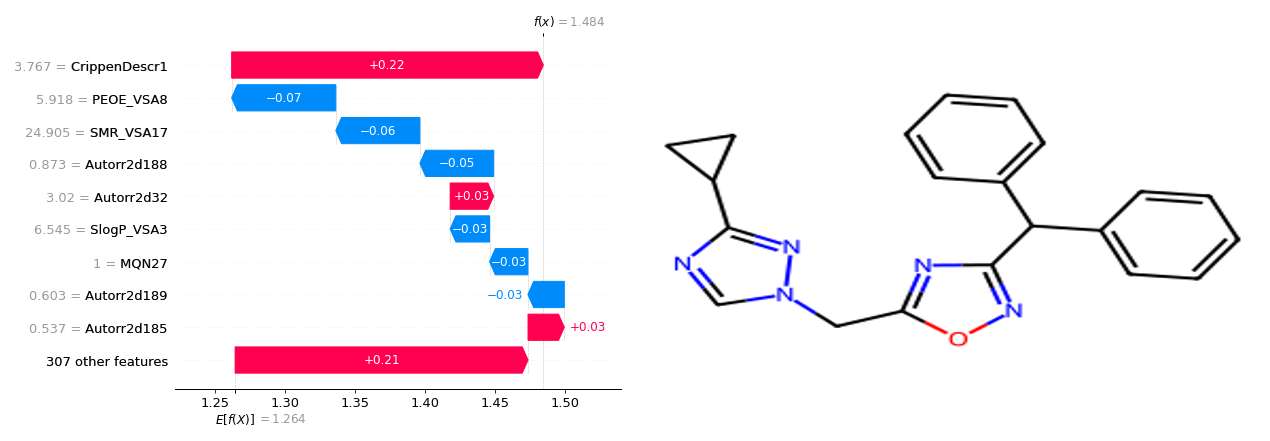 f(x) = 1.484
3.767 = CrippenDescr1
+0.22
5.918 = PEOE_VSA8
−0.07
24.905 = SMR_VSA17
−0.06
0.873 = Autorr2d188
−0.05
3.02 = Autorr2d32
+0.03
6.545 = SlogP_VSA3
−0.03
1 = MQN27
−0.03
0.603 = Autorr2d189
−0.03
0.537 = Autorr2d185
+0.03
307 other features
+0.21
1.25 1.30 1.35 1.40 1.45 1.50
E[f(X)] = 1.264
N
N
N
N
N
O